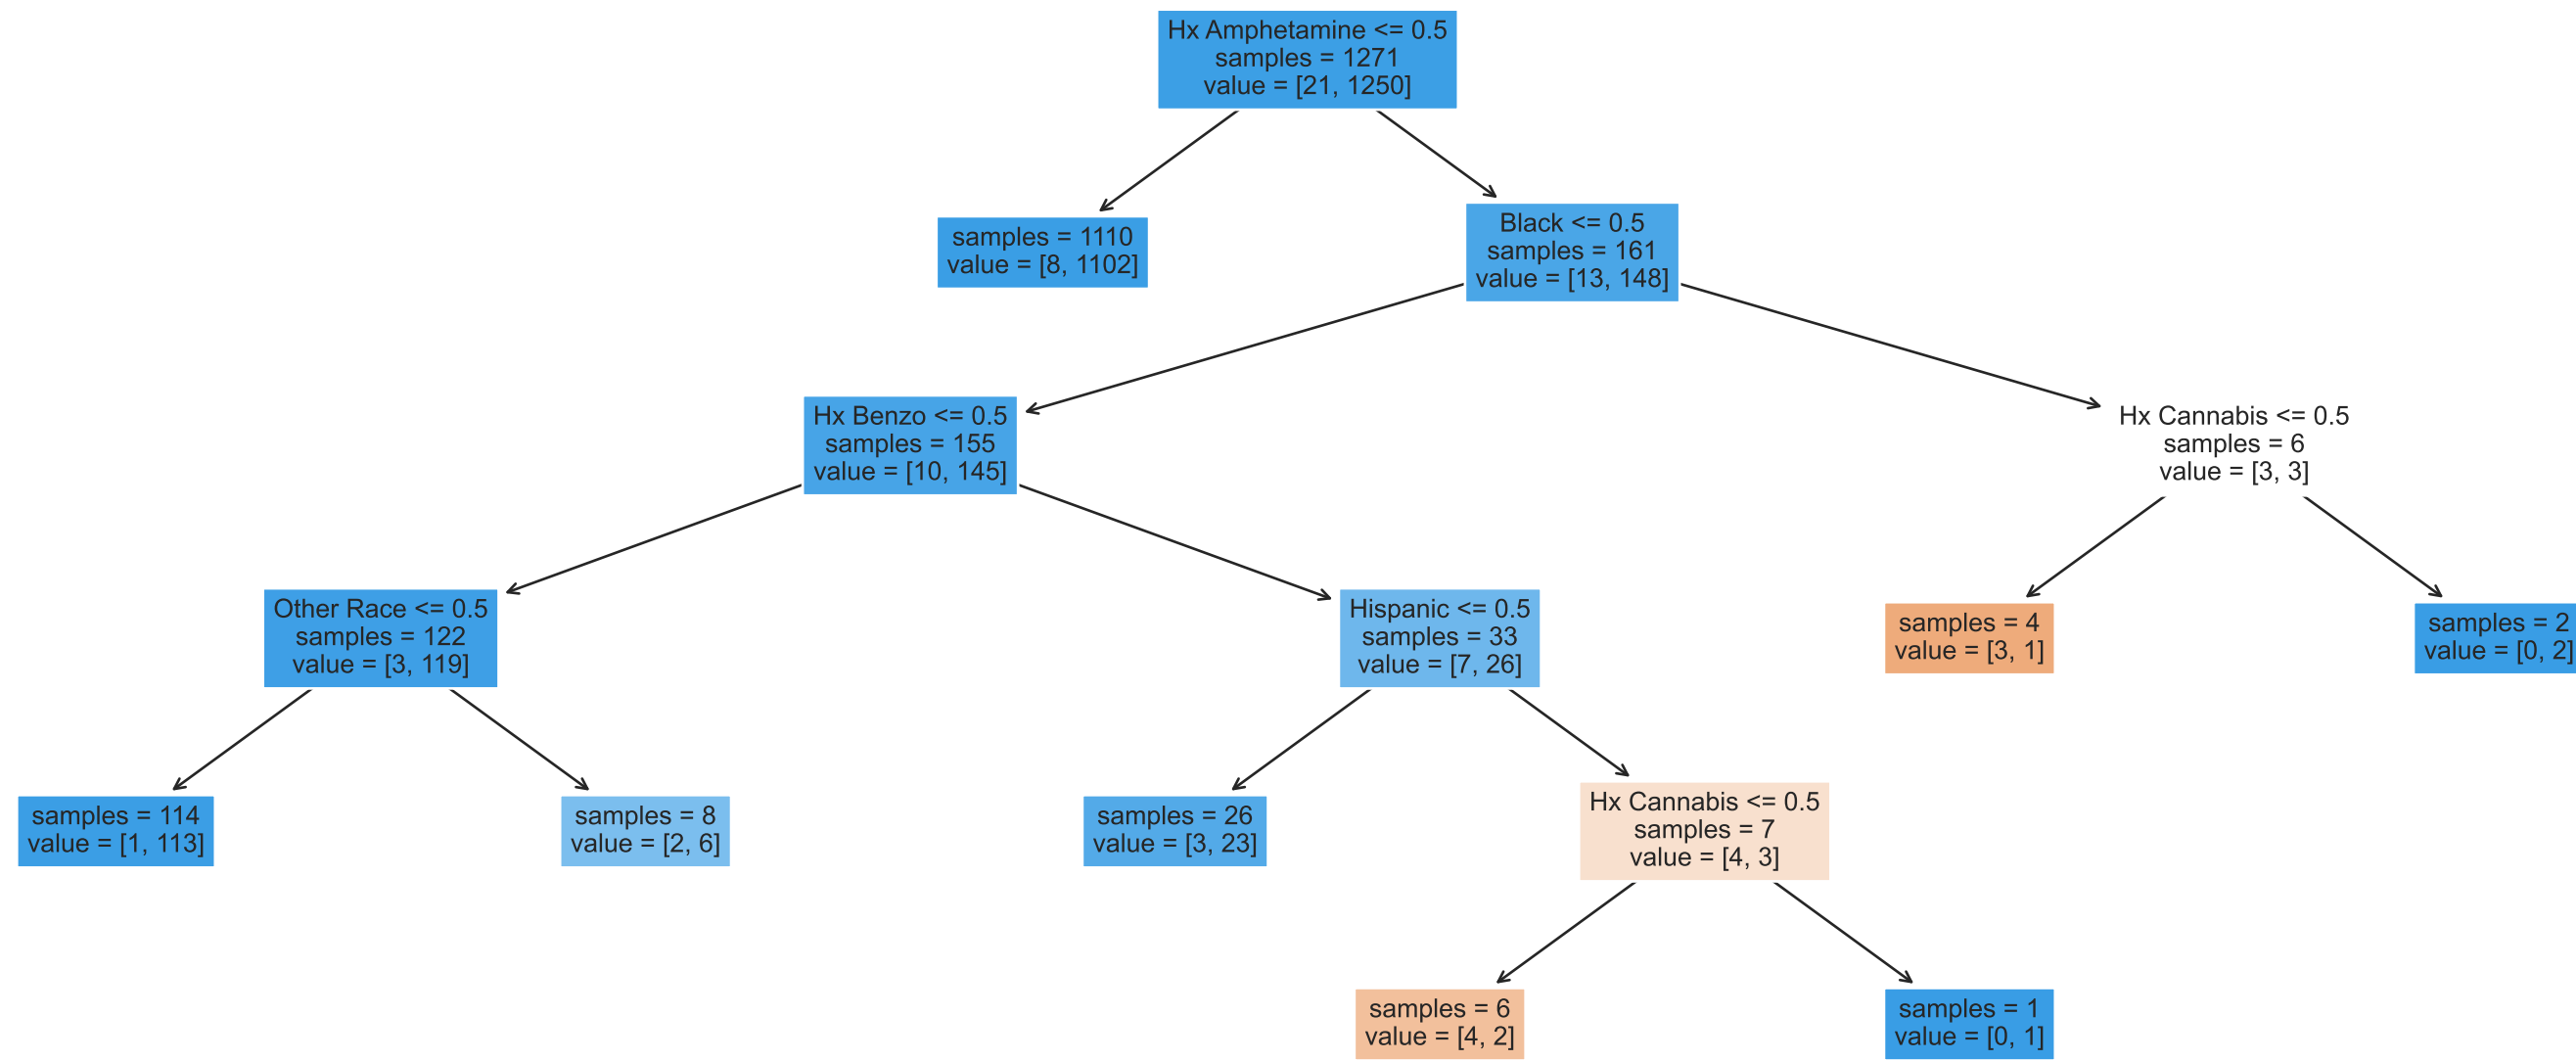 Hx Amphetamine <= 0.5
samples = 1271
value = [21, 1250]
samples = 1110
value = [8, 1102]
Black <= 0.5
samples = 161
value = [13, 148]
Hx Benzo <= 0.5
samples = 155
value = [10, 145]
Hx Cannabis <= 0.5
samples = 6
value = [3, 3]
Other Race <= 0.5
samples = 122
value = [3, 119]
Hispanic <= 0.5
samples = 33
value = [7, 26]
samples = 4
value = [3, 1]
samples = 2
value = [0, 2]
samples = 114
value = [1, 113]
samples = 8
value = [2, 6]
samples = 26
value = [3, 23]
Hx Cannabis <= 0.5
samples = 7
value = [4, 3]
samples = 6
value = [4, 2]
samples = 1
value = [0, 1]